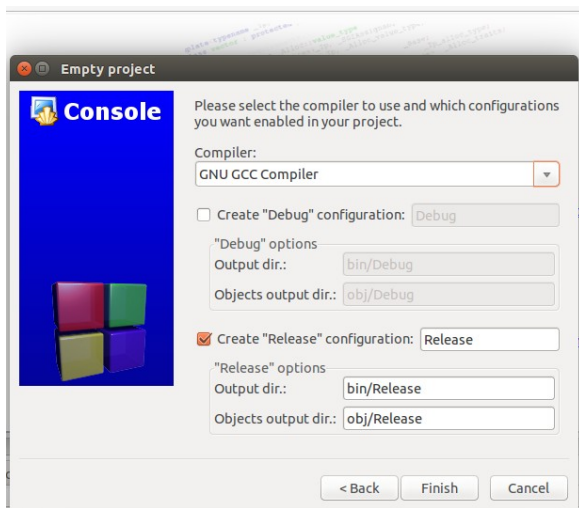 Empty project
Console
Please select the compiler to use and which configurations
you want enabled in your project.
Compiler:
GNU GCC Compiler
Create "Debug" configuration: Debug
"Debug" options
Output dir.: bin/Debug
Objects output dir.: obj/Debug
Create "Release" configuration: Release
"Release" options
Output dir.: bin/Release
Objects output dir.: obj/Release
< Back Finish Cancel